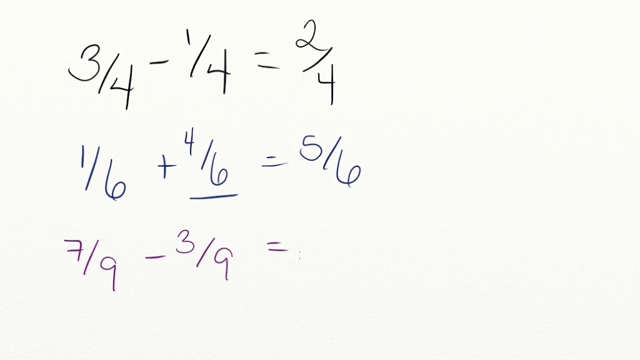 3/4 - 1/4 = 2/4
1/6 + 4/6 = 5/6
7/9 - 3/9 =